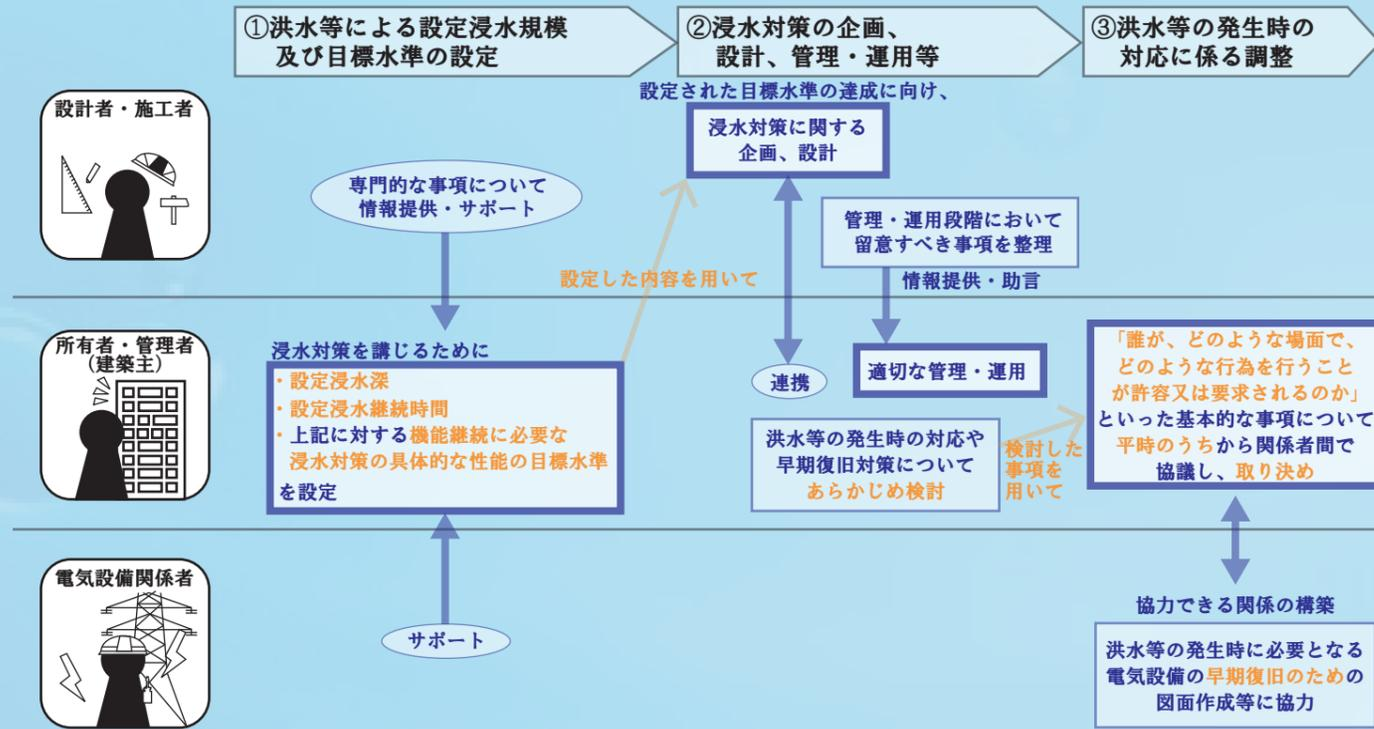 ①洪水等による設定浸水規模
及び目標水準の設定
②浸水対策の企画、
設計、管理・運用等
③洪水等の発生時の
対応に係る調整
設計者・施工者
専門的な事項について
情報提供・サポート
設定された目標水準の達成に向け、
浸水対策に関する
企画、設計
管理・運用段階において
留意すべき事項を整理
情報提供・助言
設定した内容を用いて
所有者・管理者
(建築主)
浸水対策を講じるために
・設定浸水深
・設定浸水継続時間
・上記に対する機能継続に必要な
浸水対策の具体的な性能の目標水準
を設定
連携
適切な管理・運用
洪水等の発生時の対応や
早期復旧対策について
あらかじめ検討
検討した
事項を
用いて
「誰が、どのような場面で、
どのような行為を行うこと
が許容又は要求されるのか」
といった基本的な事項について
平時のうちから関係者間で
協議し、取り決め
電気設備関係者
サポート
協力できる関係の構築
洪水等の発生時に必要となる
電気設備の早期復旧のための
図面作成等に協力